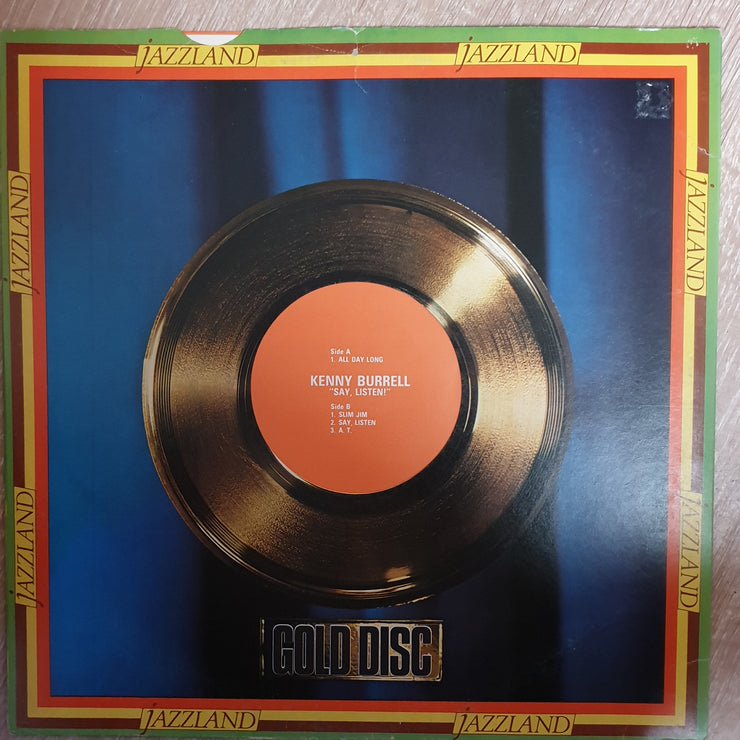 JAZZLAND
JAZZLAND
JAZZLAND
JAZZLAND
Side A
1. ALL DAY LONG
KENNY BURRELL
"SAY, LISTEN!"
Side B
1. SLIM JIM
2. SAY, LISTEN
3. A. T.
JAZZLAND
JAZZLAND
GOLD DISC
JAZZLAND
JAZZLAND